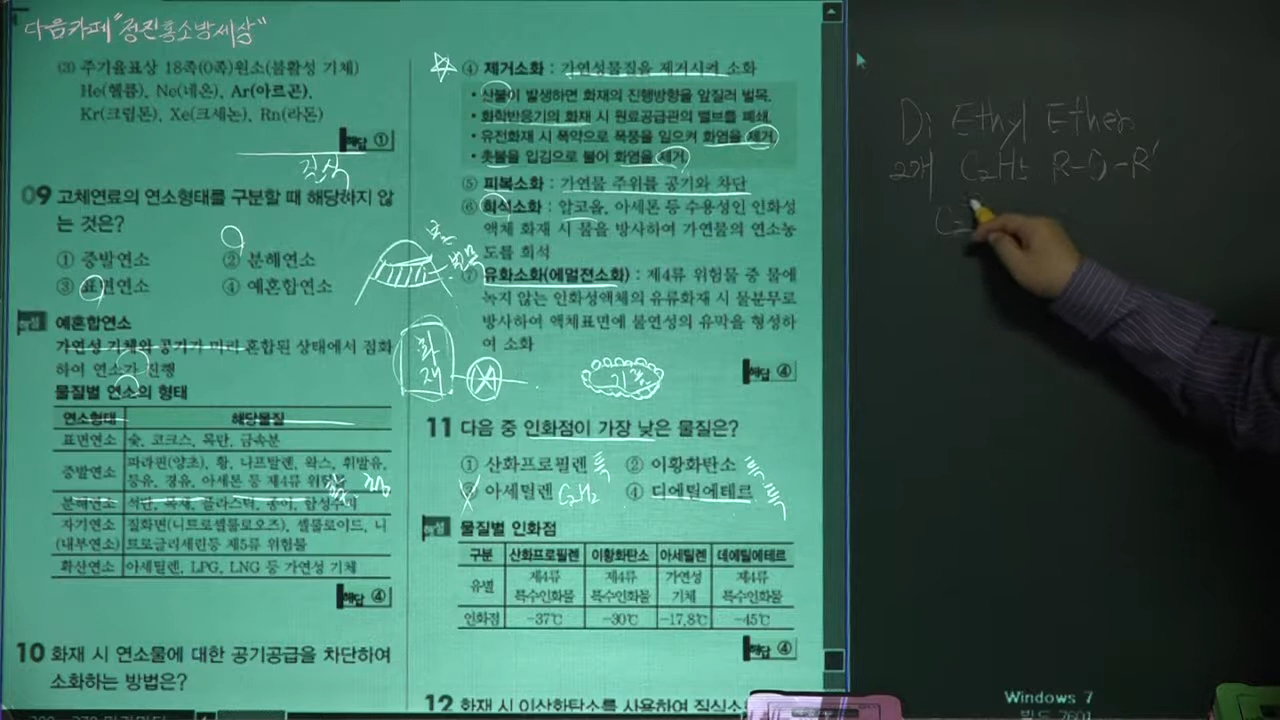 다음카페 "정진홍소방세상"
(3) 주기율표상 18족(0족)원소(불활성 기체)
He(헬륨), Ne(네온), Ar(아르곤),
Kr(크립톤), Xe(크세논), Rn(라돈)
해답 ①
질식
09 고체연료의 연소형태를 구분할 때 해당하지 않
는 것은?
① 증발연소 ② 분해연소
③ 표면연소 ④ 예혼합연소
해설 예혼합연소
가연성 기체와 공기가 미리 혼합된 상태에서 점화
하여 연소가 진행
물질별 연소의 형태
연소형태 해당물질
표면연소 숯, 코크스, 목탄, 금속분
증발연소 파라핀(양초), 황, 나프탈렌, 왁스, 휘발유,
등유, 경유, 아세톤 등 제4류 위험물
분해연소 석탄, 목재, 플라스틱, 종이, 합성수지
자기연소 질화면(니트로셀룰로오즈), 셀룰로이드, 니
(내부연소) 트로글리세린등 제5류 위험물
확산연소 아세틸렌, LPG, LNG 등 가연성 기체
해답 ④
10 화재 시 연소물에 대한 공기공급을 차단하여
소화하는 방법은?
④ 제거소화 : 가연성물질을 제거시켜 소화
• 산불이 발생하면 화재의 진행방향을 앞질러 벌목.
• 화학반응기의 화재 시 원료공급관의 밸브를 폐쇄.
• 유전화재 시 폭약으로 폭풍을 일으켜 화염을 제거.
• 촛불을 입김으로 불어 화염을 제거.
⑤ 피복소화 : 가연물 주위를 공기와 차단
⑥ 희석소화 : 알코올, 아세톤 등 수용성인 인화성
액체 화재 시 물을 방사하여 가연물의 연소농
도를 희석
⑦ 유화소화(에멀젼소화) : 제4류 위험물 중 물에
녹지 않는 인화성액체의 유류화재 시 물분무로
방사하여 액체표면에 불연성의 유막을 형성하
여 소화
화재
기름
해답 ④
11 다음 중 인화점이 가장 낮은 물질은?
① 산화프로필렌 특 ② 이황화탄소 특
③ 아세틸렌 C2H2 ④ 디에틸에테르 특
해설 물질별 인화점
구분 산화프로필렌 이황화탄소 아세틸렌 데에틸에테르
유별 제4류 특수인화물 제4류 특수인화물 가연성 기체 제4류 특수인화물
인화점 -37℃ -30℃ -17.8℃ -45℃
해답 ④
12 화재 시 이산화탄소를 사용하여 질식소
Di Ethyl Ether
2개 C2H5 R-O-R'
C2
Windows 7
빌드 7601